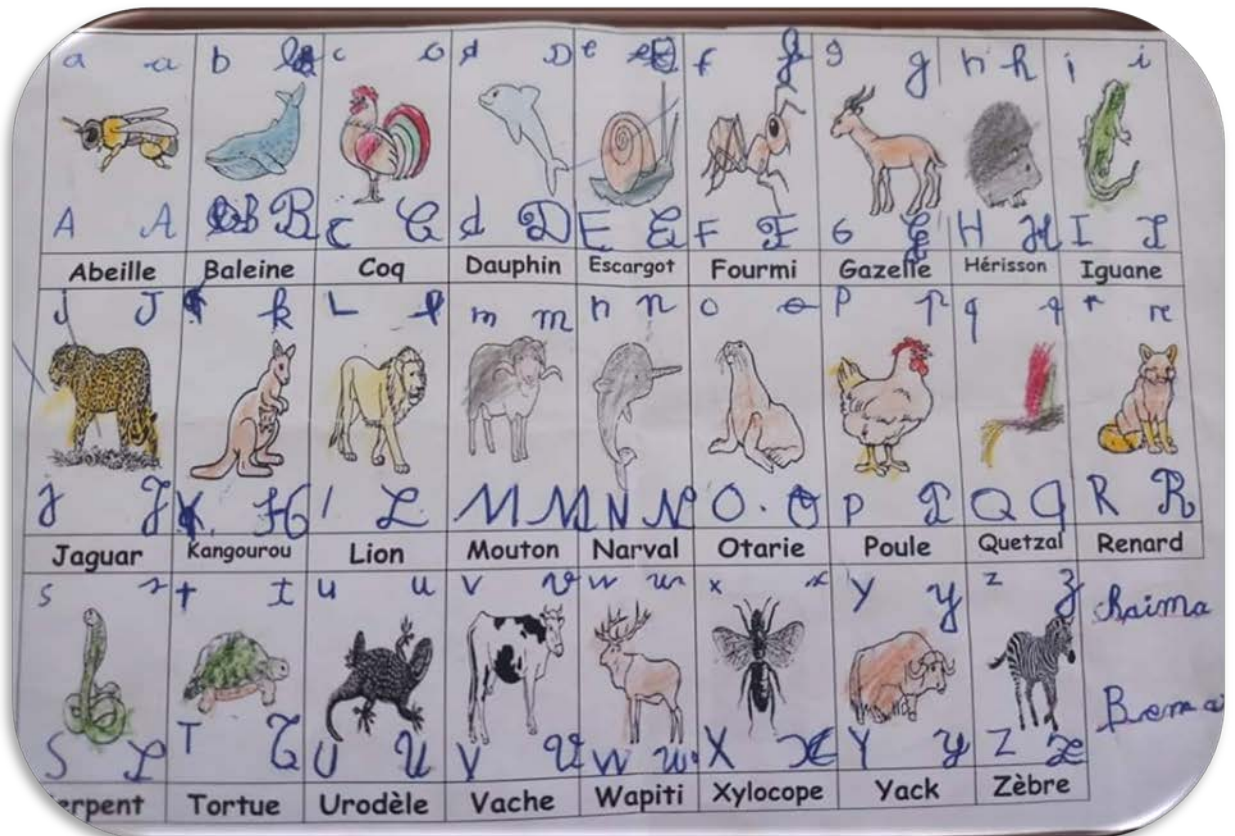 a a b c d D e f f g g h h i i
A A B B C C d D E E F F G G H H I I
Abeille Baleine Coq Dauphin Escargot Fourmi Gazelle Hérisson Iguane
j J k L l m m n n o o p p q q r r
J J K K l L M M N N O . O P P Q Q R R
Jaguar Kangourou Lion Mouton Narval Otarie Poule Quetzal Renard
s s t t u u v v w w x x y y z z
Chaima
S S T T U U V V W W X X Y Y Z Z
erpent Tortue Urodèle Vache Wapiti Xylocope Yack Zèbre